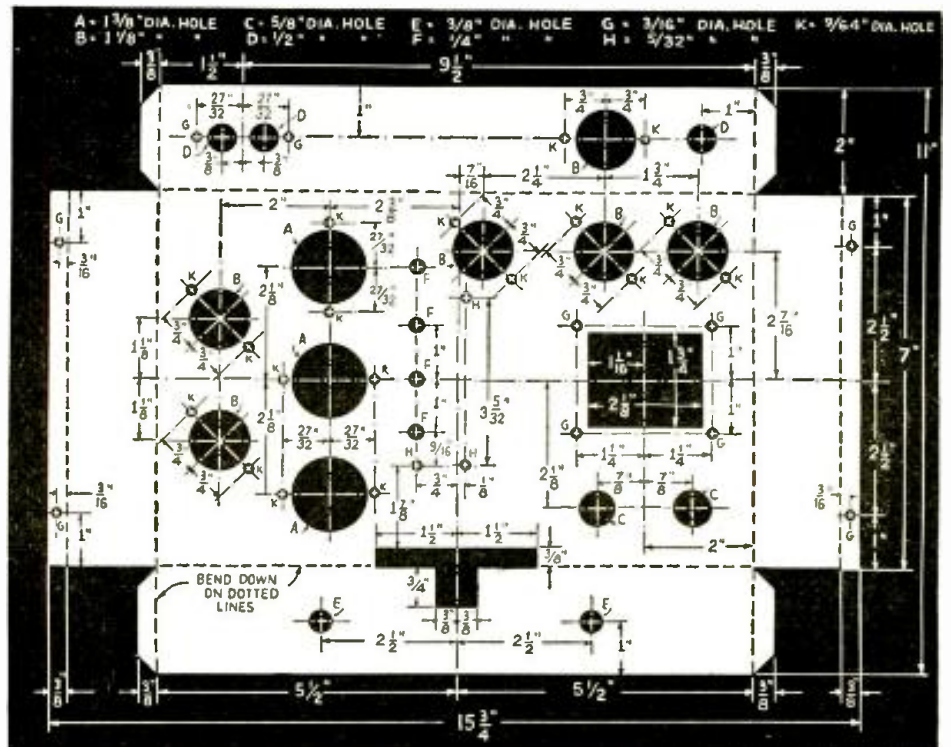 A = 1 3/8" DIA. HOLE C = 5/8" DIA. HOLE E = 3/8" DIA. HOLE G = 3/16" DIA. HOLE K = 9/64" DIA. HOLE
B = 1 1/8" " " D = 1/2" " " F = 1/4" " " H = 5/32" " "
3/8 1 1/2" 9 1/2" 3/8
27/32 27/32" 1" 3/4" 3/4" 1"
G D K K D
D 3/8 3/8 G B 2" 11"
7/16 2 1/4 1 3/4
2" 2
G 1" A K 27/32 K 3/4 K B K B 1" G
3/16
K B 2 1/8 27/32 F B K H 3/4 3/4 K 3/4 3/4 K
3/4 3/4 K F G G 2 7/16 2 1/2
1 1/8 A 1" 1 1/16 1 3/4 1" 7"
K F 3 5/32 2 1/8
1 1/8 K B 2 1/8 27/32 27/32 1" F 1" 2 1/2
3/4 3/4 K 9/16 G G
K K H 3/4 H 1/8 2 1/8 1 1/4 1 1/4
3/16 7/8 7/8 C 3/16
G 1" A 1 7/8 1 1/2" 1 1/2" C G 1"
3/8 2"
BEND DOWN
ON DOTTED
LINES
3/4
E 3/8 3/8 E
2 1/2" 2 1/2" 1"
3/8 3/8 5 1/2" 5 1/2" 3/8 3/8
15 3/4"